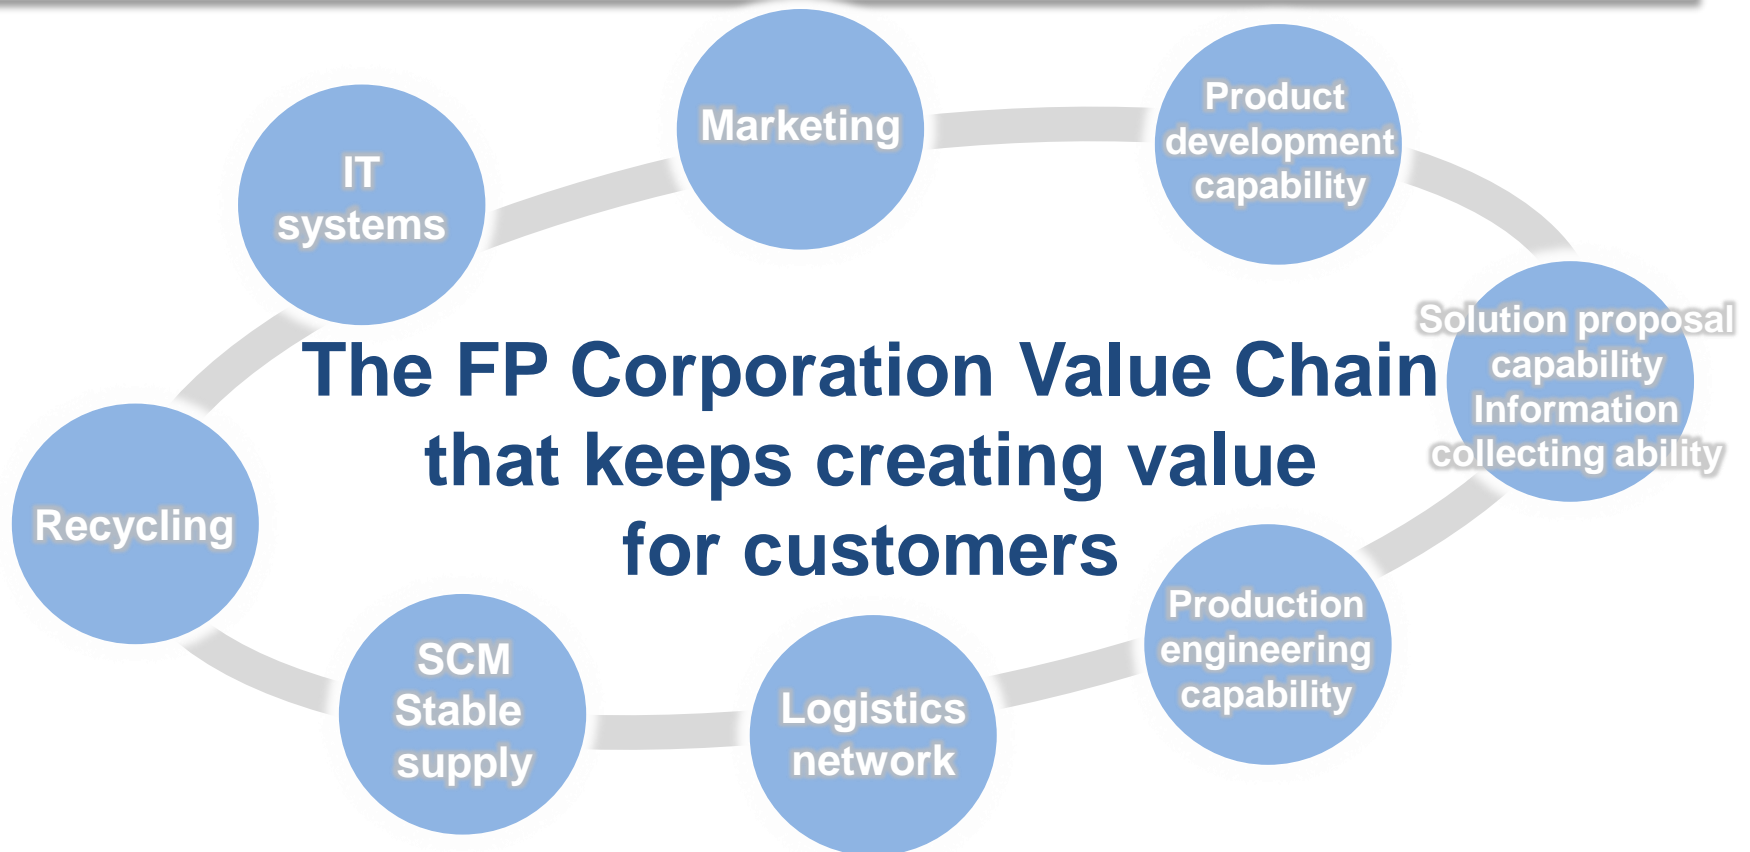 Marketing
Product
development
capability
IT
systems
Solution proposal
capability
Information
collecting ability
The FP Corporation Value Chain
that keeps creating value
for customers
Recycling
Production
engineering
capability
SCM
Stable
supply
Logistics
network